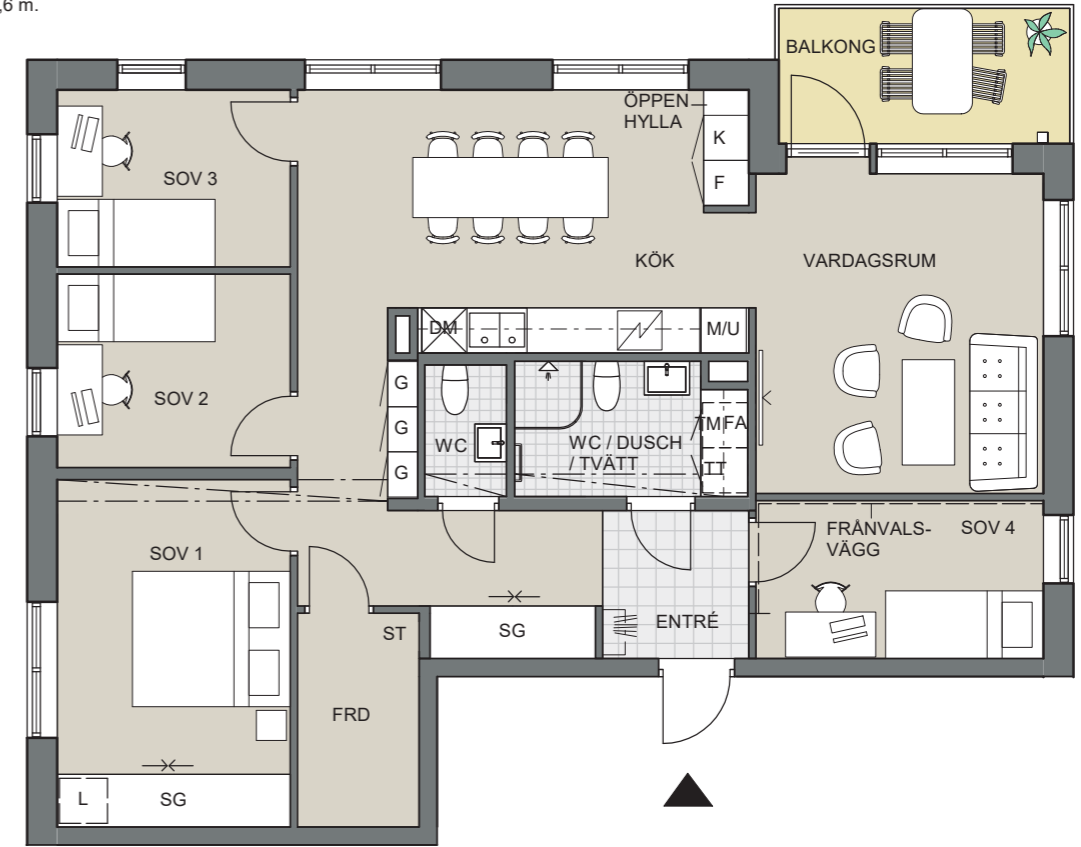 ,6 m.
BALKONG
ÖPPEN
HYLLA
K
F
SOV 3
KÖK
VARDAGSRUM
DM
M/U
SOV 2
G
G
G
WC
WC / DUSCH
/ TVÄTT
TM
FA
TT
SOV 1
FRÅNVALS-
VÄGG
SOV 4
ST
SG
ENTRÉ
FRD
L
SG